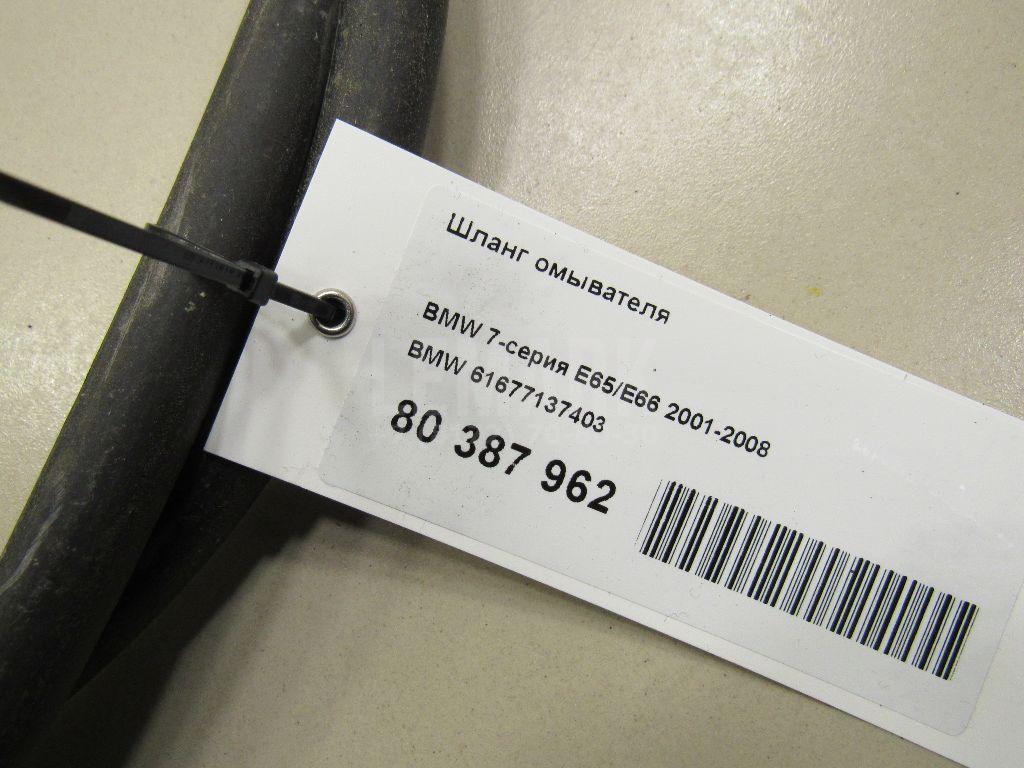 Шланг омывателя
BMW 7-серия E65/E66 2001-2008
BMW 61677137403
80 387 962